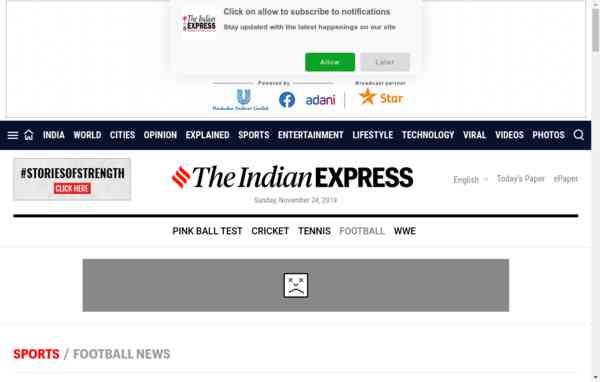 Click on allow to subscribe to notifications
The Indian
EXPRESS
Stay updated with the latest happenings on our site
Allow
Later
Powered by
Broadcast partner
Hindustan Unilever Limited
adani
Star
INDIA WORLD CITIES OPINION EXPLAINED SPORTS ENTERTAINMENT LIFESTYLE TECHNOLOGY VIRAL VIDEOS PHOTOS
#STORIESOFSTRENGTH
CLICK HERE
The Indian EXPRESS
English Today's Paper ePaper
Sunday, November 24, 2019
PINK BALL TEST CRICKET TENNIS FOOTBALL WWE
SPORTS / FOOTBALL NEWS